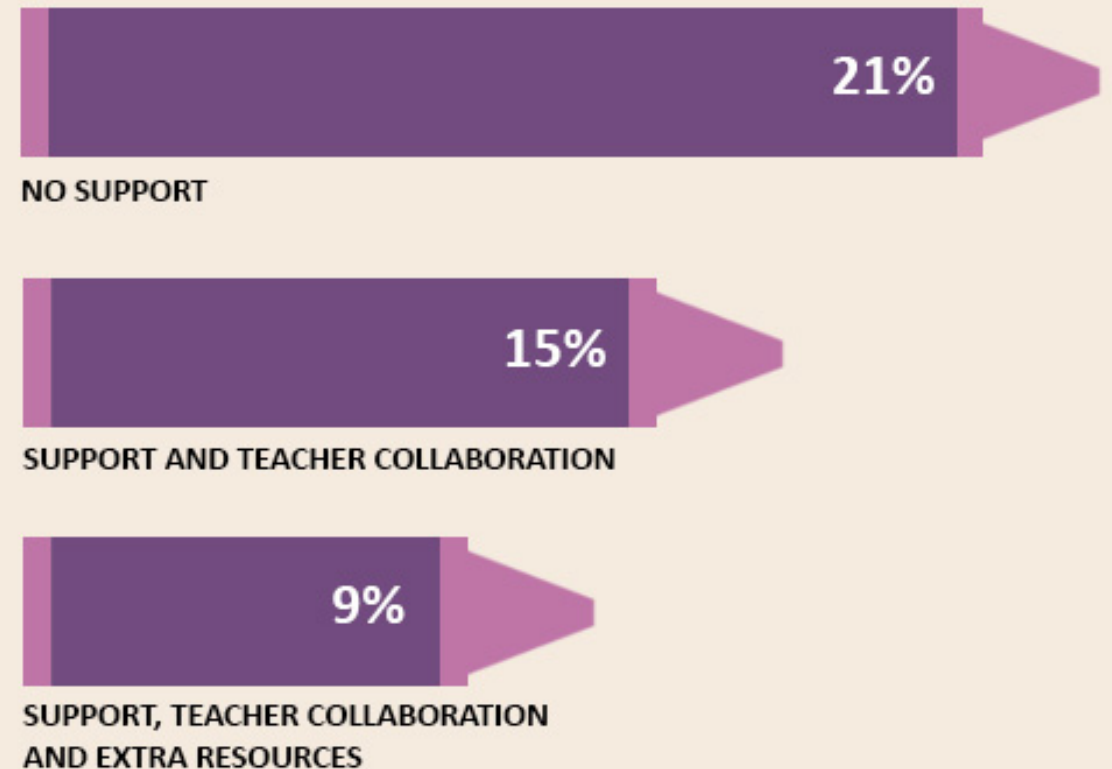 21%
NO SUPPORT
15%
SUPPORT AND TEACHER COLLABORATION
9%
SUPPORT, TEACHER COLLABORATION
AND EXTRA RESOURCES